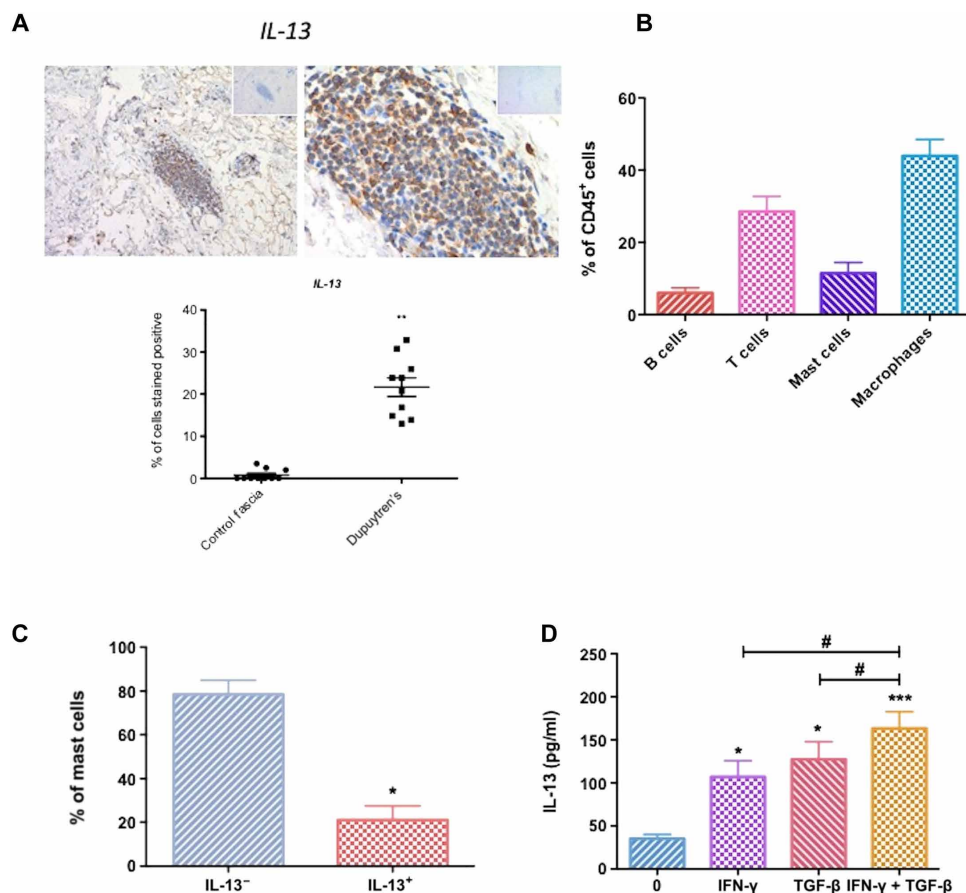 A
IL-13
IL-13
% of cells stained positive
40
30
20
10
0
**
Control fascia
Dupuytren's
B
% of CD45⁺ cells
60
40
20
0
B cells
T cells
Mast cells
Macrophages
C
% of mast cells
100
80
60
40
20
0
*
IL-13⁻
IL-13⁺
D
IL-13 (pg/ml)
250
200
150
100
50
0
#
#
*
*
***
0
IFN-γ
TGF-β
IFN-γ + TGF-β